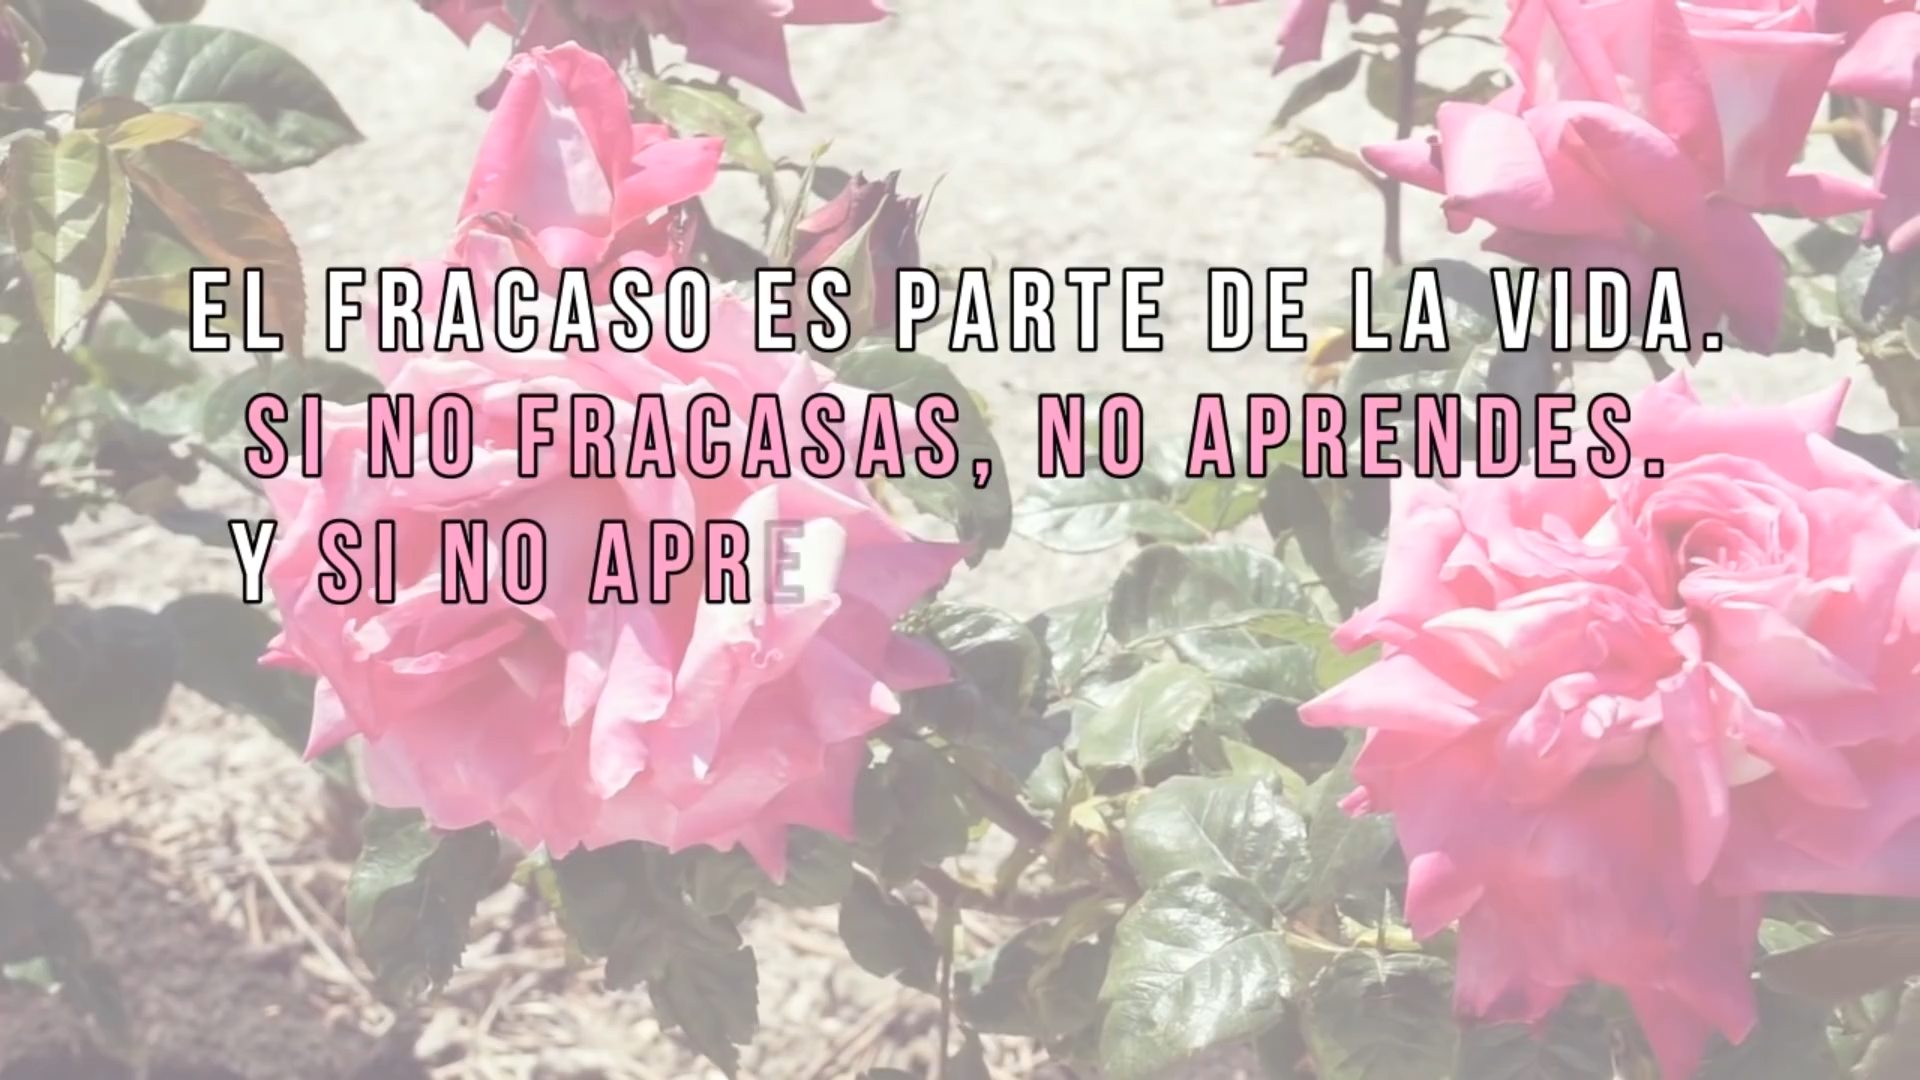 EL FRACASO ES PARTE DE LA VIDA.
SI NO FRACASAS, NO APRENDES.
Y SI NO APRE